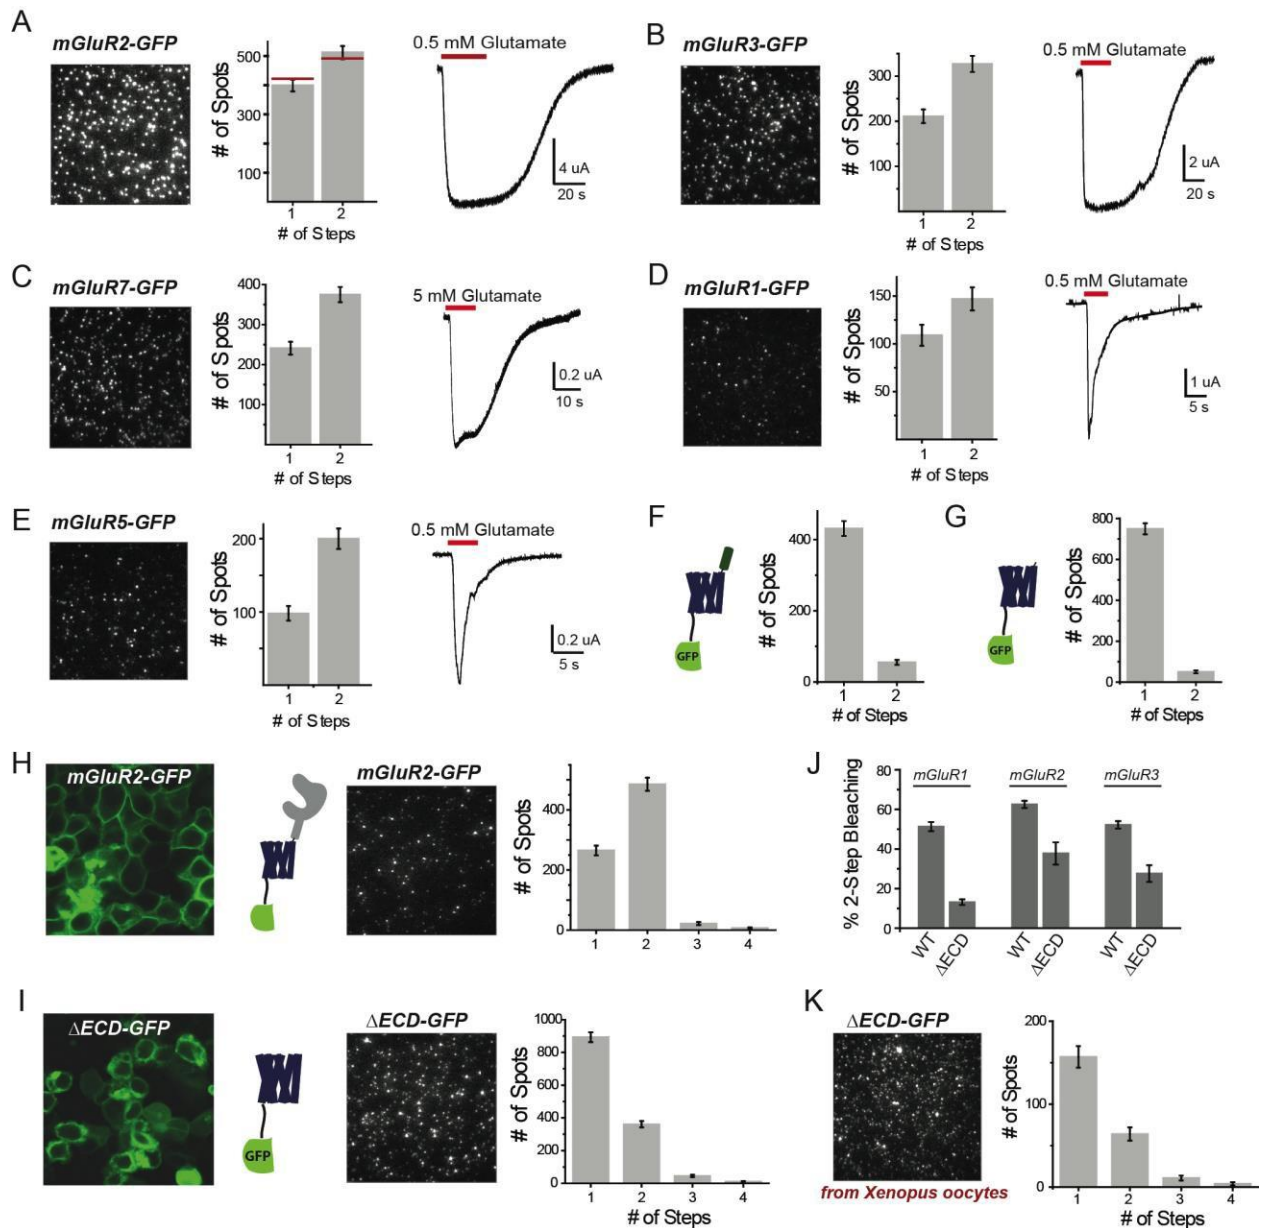 A
mGluR2-GFP
# of Spots
500
300
100
1
2
# of Steps
0.5 mM Glutamate
4 uA
20 s
B
mGluR3-GFP
# of Spots
300
200
100
1
2
# of Steps
0.5 mM Glutamate
2 uA
20 s
C
mGluR7-GFP
# of Spots
400
300
200
100
1
2
# of Steps
5 mM Glutamate
0.2 uA
10 s
D
mGluR1-GFP
# of Spots
150
100
50
1
2
# of Steps
0.5 mM Glutamate
1 uA
5 s
E
mGluR5-GFP
# of Spots
200
100
1
2
# of Steps
0.5 mM Glutamate
0.2 uA
5 s
F
GFP
# of Spots
400
200
0
1
2
# of Steps
G
GFP
# of Spots
800
600
400
200
0
1
2
# of Steps
H
mGluR2-GFP
mGluR2-GFP
# of Spots
400
200
0
1
2
3
4
I
ΔECD-GFP
GFP
ΔECD-GFP
# of Spots
1000
800
600
400
200
0
1
2
3
4
# of Steps
J
% 2-Step Bleaching
80
60
40
20
0
mGluR1
mGluR2
mGluR3
WT
ΔECD
WT
ΔECD
WT
ΔECD
K
ΔECD-GFP
from Xenopus oocytes
# of Spots
200
100
0
1
2
3
4
# of Steps